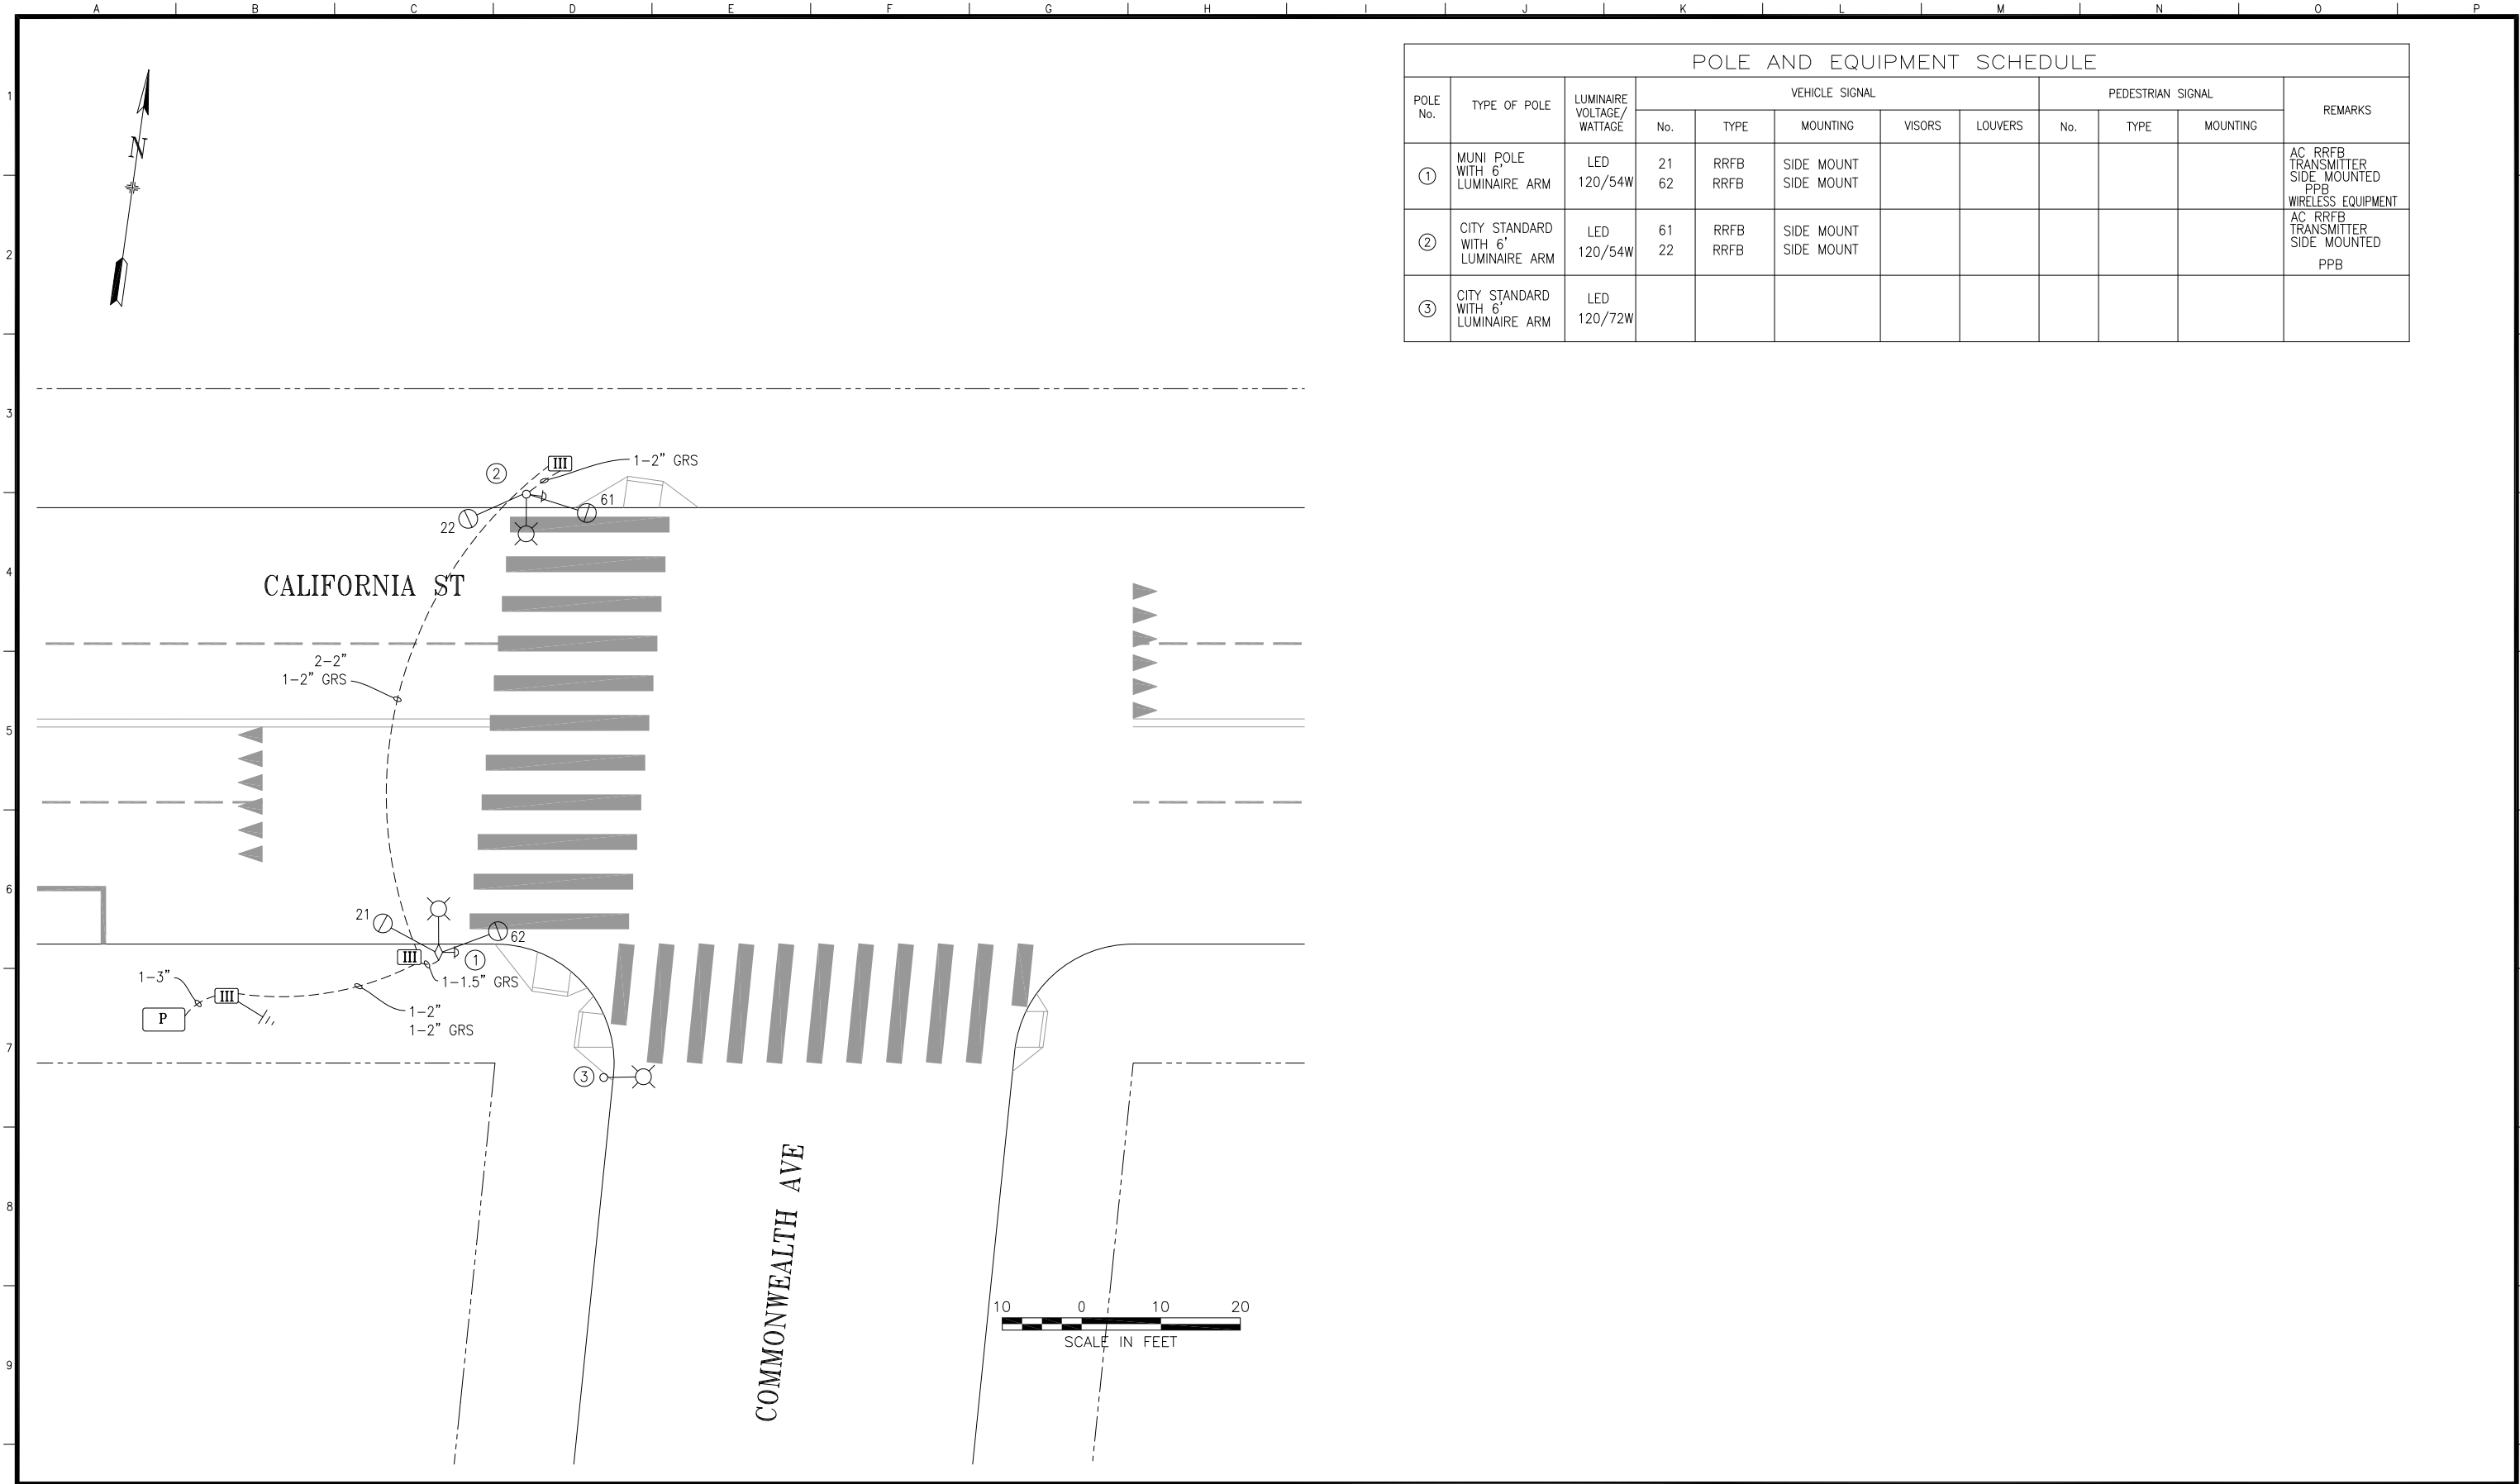 A B C D E F G H I J K L M N O P
1
2
3
4
5
6
7
8
9
N
POLE AND EQUIPMENT SCHEDULE
POLE No. TYPE OF POLE LUMINAIRE VOLTAGE/ WATTAGE VEHICLE SIGNAL PEDESTRIAN SIGNAL REMARKS
No. TYPE MOUNTING VISORS LOUVERS No. TYPE MOUNTING
1
MUNI POLE
WITH 6'
LUMINAIRE ARM
LED
120/54W
21 RRFB SIDE MOUNT
62 RRFB SIDE MOUNT
AC RRFB
TRANSMITTER
SIDE MOUNTED
PPB
WIRELESS EQUIPMENT
2
CITY STANDARD
WITH 6'
LUMINAIRE ARM
LED
120/54W
61 RRFB SIDE MOUNT
22 RRFB SIDE MOUNT
AC RRFB
TRANSMITTER
SIDE MOUNTED
PPB
3
CITY STANDARD
WITH 6'
LUMINAIRE ARM
LED
120/72W
III
1-2" GRS
2
61
22
CALIFORNIA ST
2-2"
1-2" GRS
21
62
III
1
1-3"
1-1.5" GRS
III
P
1-2"
1-2" GRS
3
COMMONWEALTH AVE
10 0 10 20
SCALE IN FEET